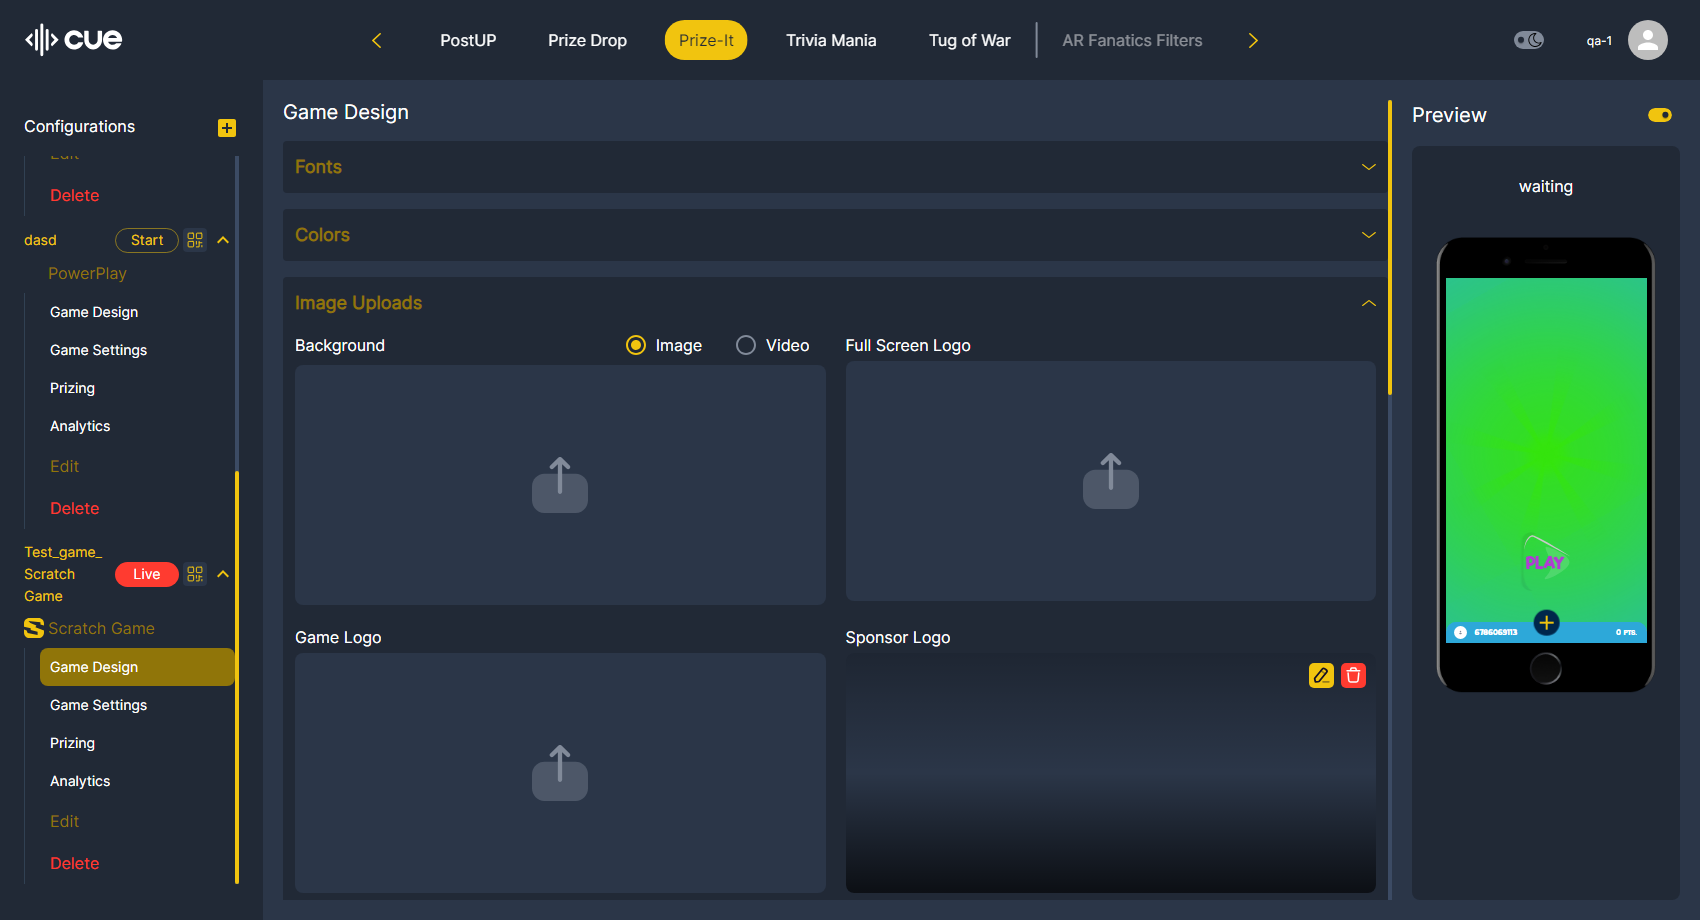 cue
PostUP
Prize Drop
Prize-It
Trivia Mania
Tug of War
AR Fanatics Filters
qa-1
Configurations
Edit
Delete
dasd
Start
PowerPlay
Game Design
Game Settings
Prizing
Analytics
Edit
Delete
Test_game_
Scratch
Game
Live
Scratch Game
Game Design
Game Settings
Prizing
Analytics
Edit
Delete
Game Design
Fonts
Colors
Image Uploads
Background
Image
Video
Full Screen Logo
Game Logo
Sponsor Logo
Preview
waiting
PLAY
6786069113
0 PTS.